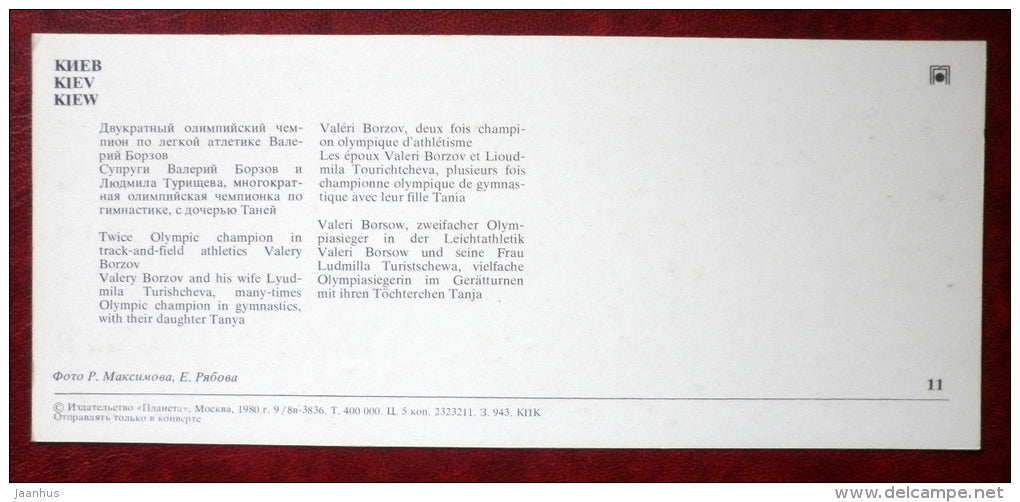 КИЕВ
KIEV
KIEW
Двукратный олимпийский чем-
пион по легкой атлетике Вале-
рий Борзов
Супруги Валерий Борзов и
Людмила Турищева, многократ-
ная олимпийская чемпионка по
гимнастике, с дочерью Таней
Twice Olympic champion in
track-and-field athletics Valery
Borzov
Valery Borzov and his wife Lyud-
mila Turishcheva, many-times
Olympic champion in gymnastics,
with their daughter Tanya
Valéri Borzov, deux fois champi-
on olympique d'athlétisme
Les époux Valeri Borzov et Lioud-
mila Tourichtcheva, plusieurs fois
championne olympique de gymnas-
tique avec leur fille Tania
Valeri Borsow, zweifacher Olym-
piasieger in der Leichtathletik
Valeri Borsow und seine Frau
Ludmilla Turistschewa, vielfache
Olympiasiegerin im Gerätturnen
mit ihren Töchterchen Tanja
Фото Р. Максимова, Е. Рябова
11
© Издательство «Планета». Москва, 1980 г. 9/8в-3836. Т. 400 000. Ц. 5 коп. 2323211. З. 943. КПК
Отправлять только в конверте
jaanhus
www.delcampe.net